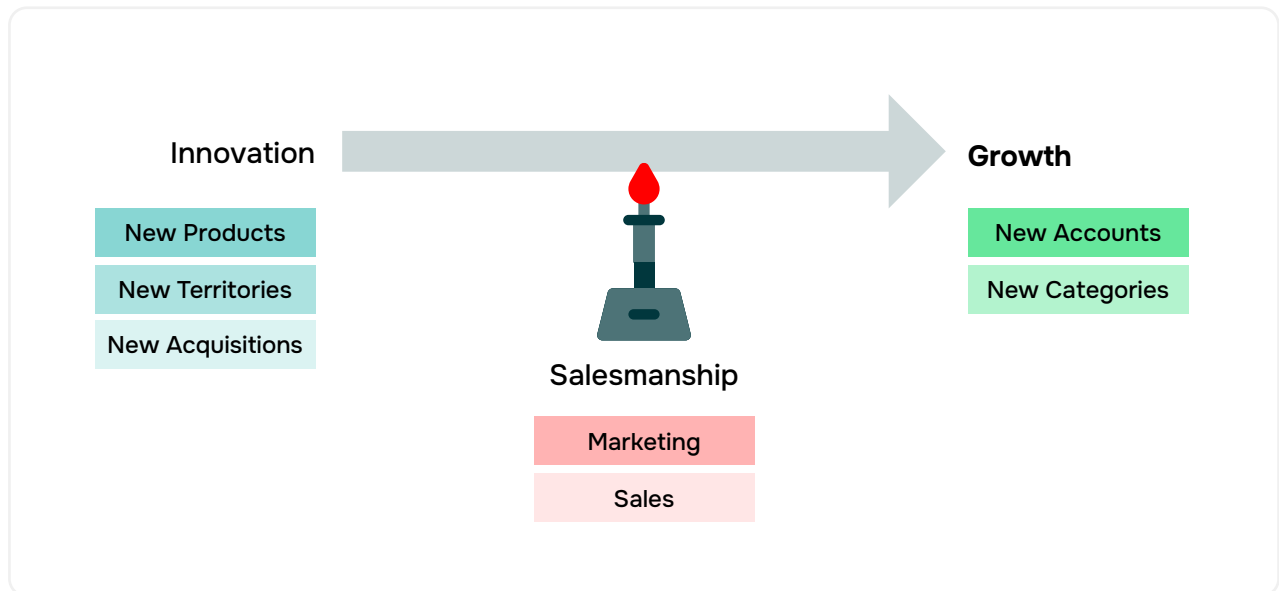 Innovation
New Products
New Territories
New Acquisitions
Salesmanship
Marketing
Sales
Growth
New Accounts
New Categories